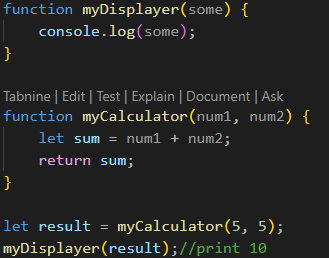 function myDisplayer(some) {
    console.log(some);
}
Tabnine | Edit | Test | Explain | Document | Ask
function myCalculator(num1, num2) {
    let sum = num1 + num2;
    return sum;
}
let result = myCalculator(5, 5);
myDisplayer(result);//print 10